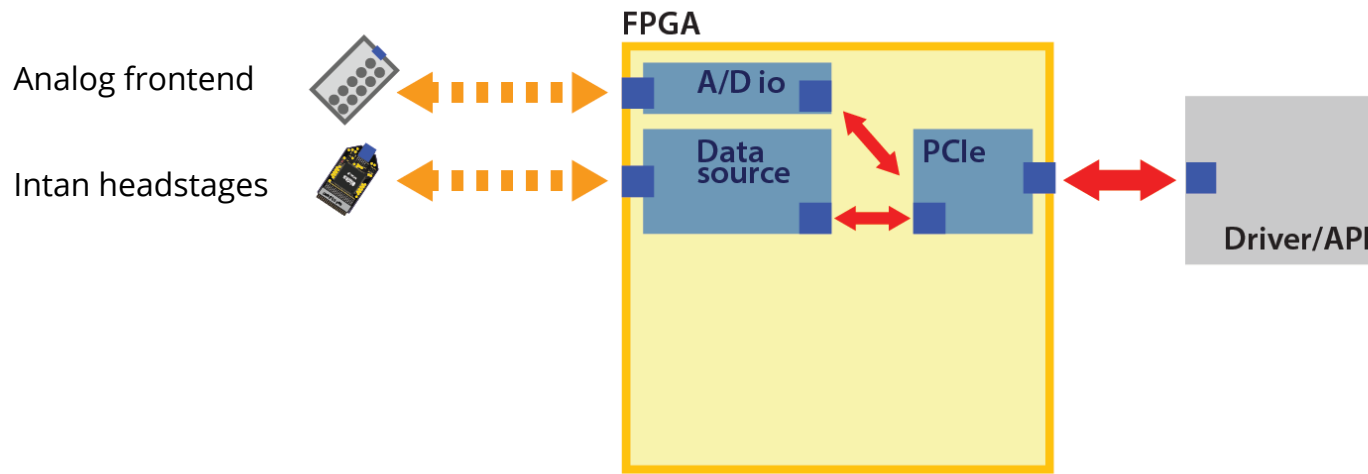 FPGA
Analog frontend
A/D io
Intan headstages
Data
source
PCIe
Driver/API